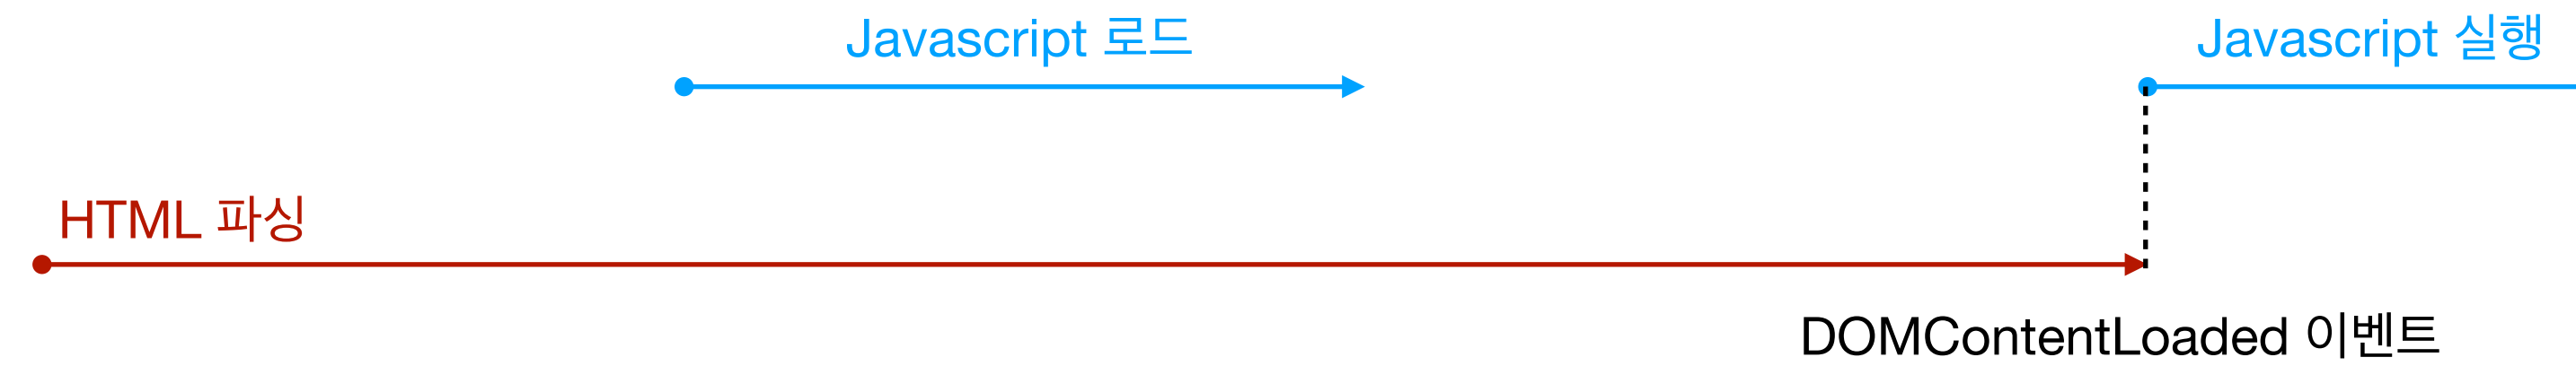 Javascript 로드
Javascript 실행
HTML 파싱
DOMContentLoaded 이벤트